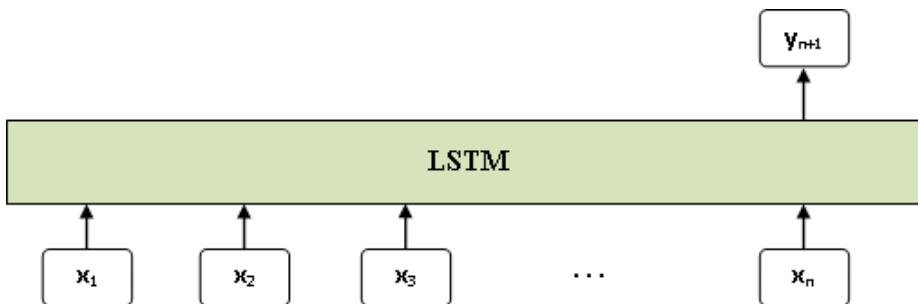 yₙ₊₁
LSTM
x₁ x₂ x₃ ... xₙ